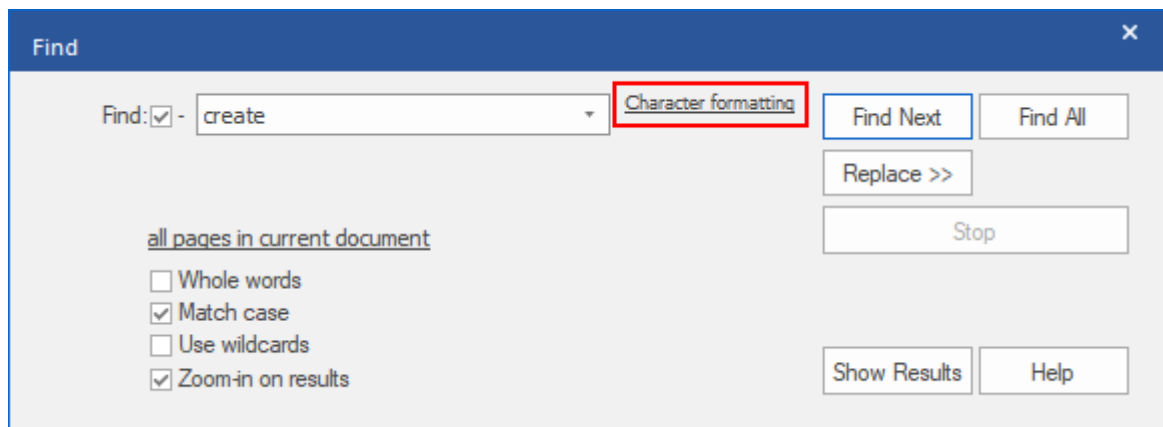 Find
Find: - create Character formatting Find Next Find All
Replace >>
all pages in current document Stop
Whole words
Match case
Use wildcards
Zoom-in on results Show Results Help